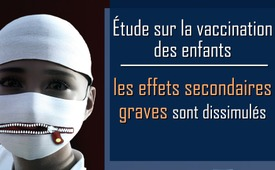 Étude sur la vaccination
des enfants
les effets secondaires
graves sont dissimulés